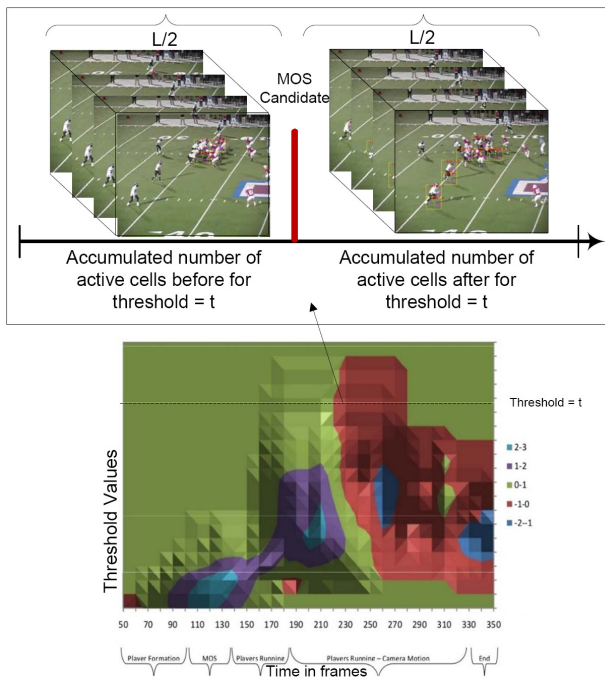 L/2
L/2
MOS
Candidate
Accumulated number of
active cells before for
threshold = t
Accumulated number of
active cells after for
threshold = t
Threshold = t
Threshold Values
2-3
1-2
0-1
-1-0
-2--1
50 70 90 110 130 150 170 190 210 230 250 270 290 310 330 350
Player Formation
MOS
Players Running
Players Running – Camera Motion
End
Time in frames